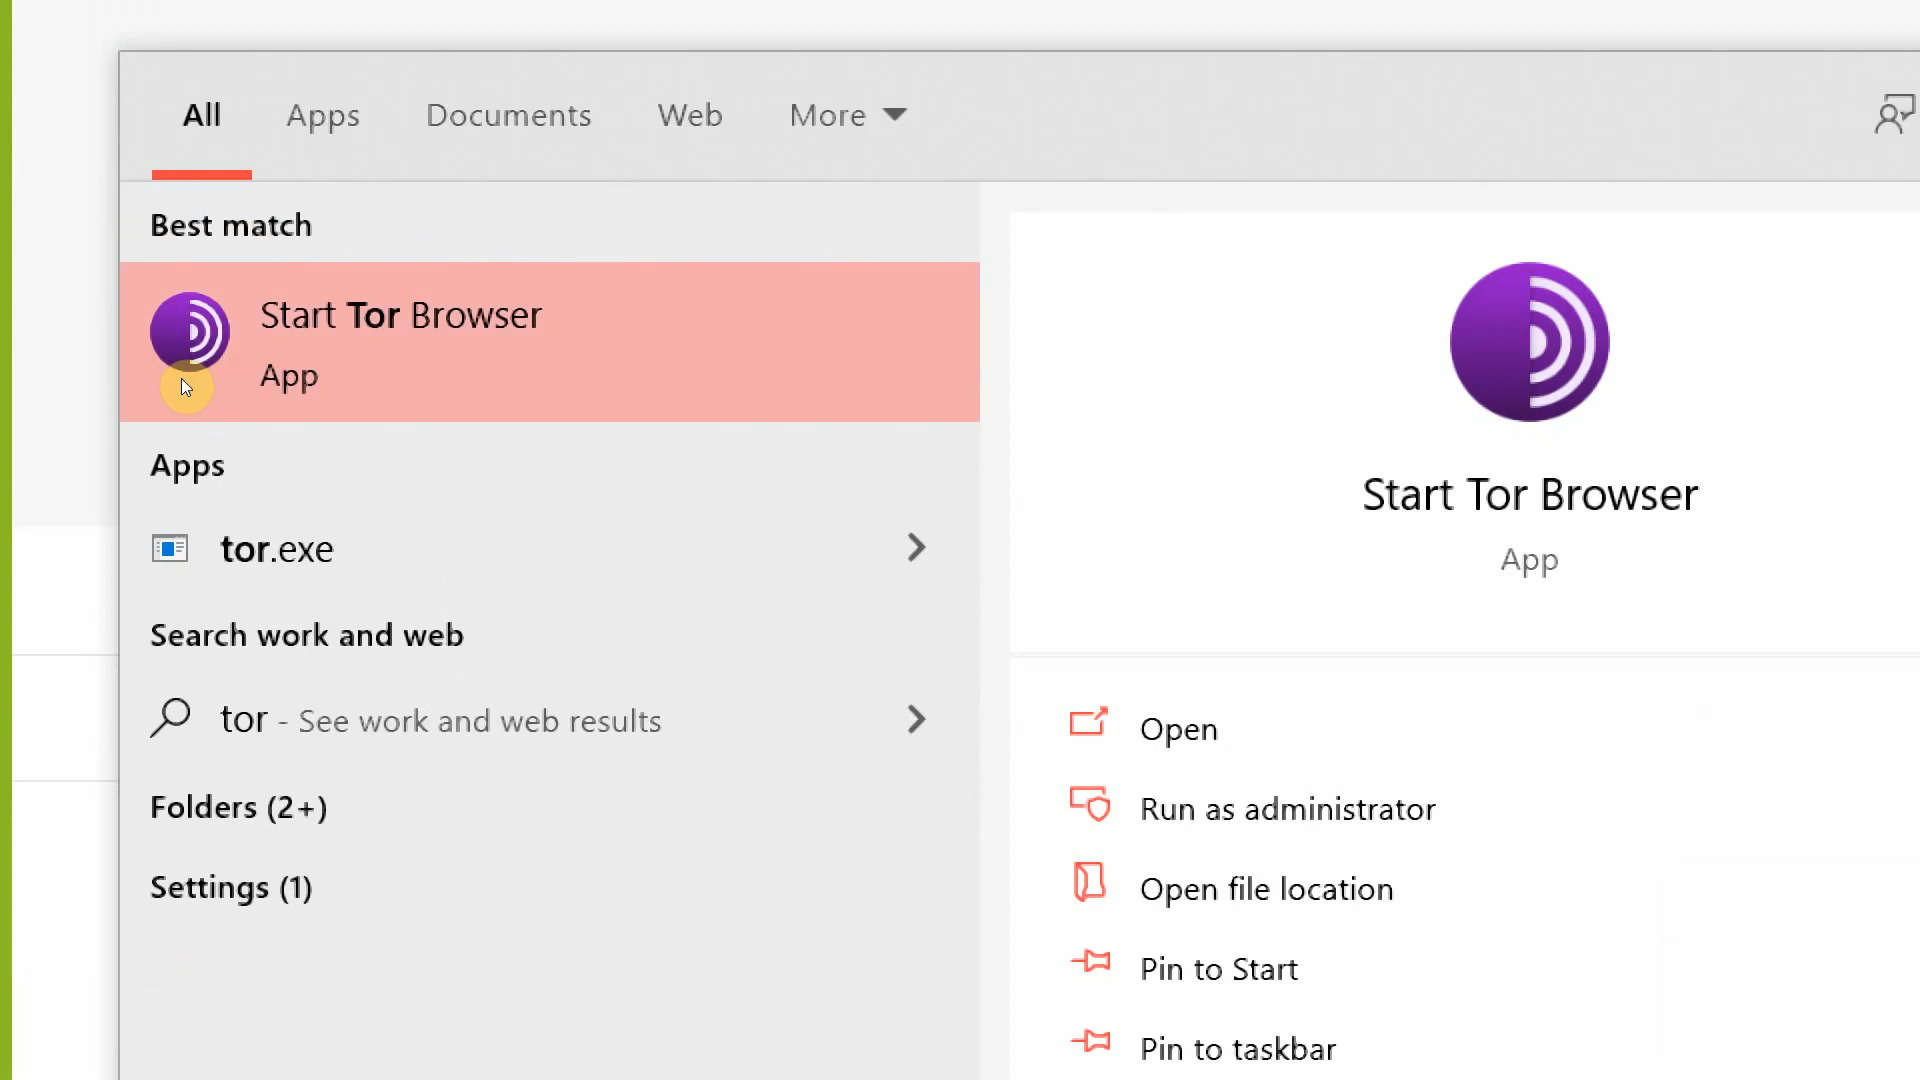 All Apps Documents Web More
Best match
Start Tor Browser
App
Apps
tor.exe
Search work and web
tor - See work and web results
Folders (2+)
Settings (1)
Start Tor Browser
App
Open
Run as administrator
Open file location
Pin to Start
Pin to taskbar